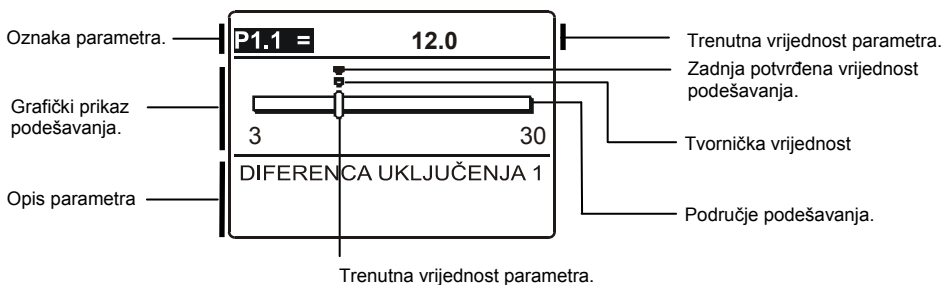 Oznaka parametra.
P1.1 = 12.0
Trenutna vrijednost parametra.
Zadnja potvrđena vrijednost
podešavanja.
Grafički prikaz
podešavanja.
3 30
Tvornička vrijednost
DIFERENCA UKLJUČENJA 1
Opis parametra
Područje podešavanja.
Trenutna vrijednost parametra.